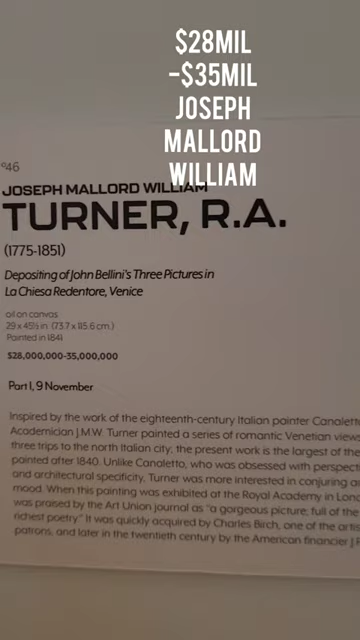 $28MIL
-$35MIL
JOSEPH
MALLORD
WILLIAM
°46
JOSEPH MALLORD WILLIAM
TURNER, R.A.
(1775-1851)
Depositing of John Bellini's Three Pictures in
La Chiesa Redentore, Venice
oil on canvas
29 x 45½ in. (73.7 x 115.6 cm.)
Painted in 1841
$28,000,000-35,000,000
Part I, 9 November
Inspired by the work of the eighteenth-century Italian painter Canaletto
Academician J.M.W. Turner painted a series of romantic Venetian views
three trips to the north Italian city; the present work is the largest of the
painted after 1840. Unlike Canaletto, who was obsessed with perspect
and architectural specificity, Turner was more interested in conjuring a
mood. When this painting was exhibited at the Royal Academy in Lon
was praised by the Art Union journal as "a gorgeous picture; full of the
richest poetry." It was quickly acquired by Charles Birch, one of the artis
patrons, and later in the twentieth century by the American financier J.P